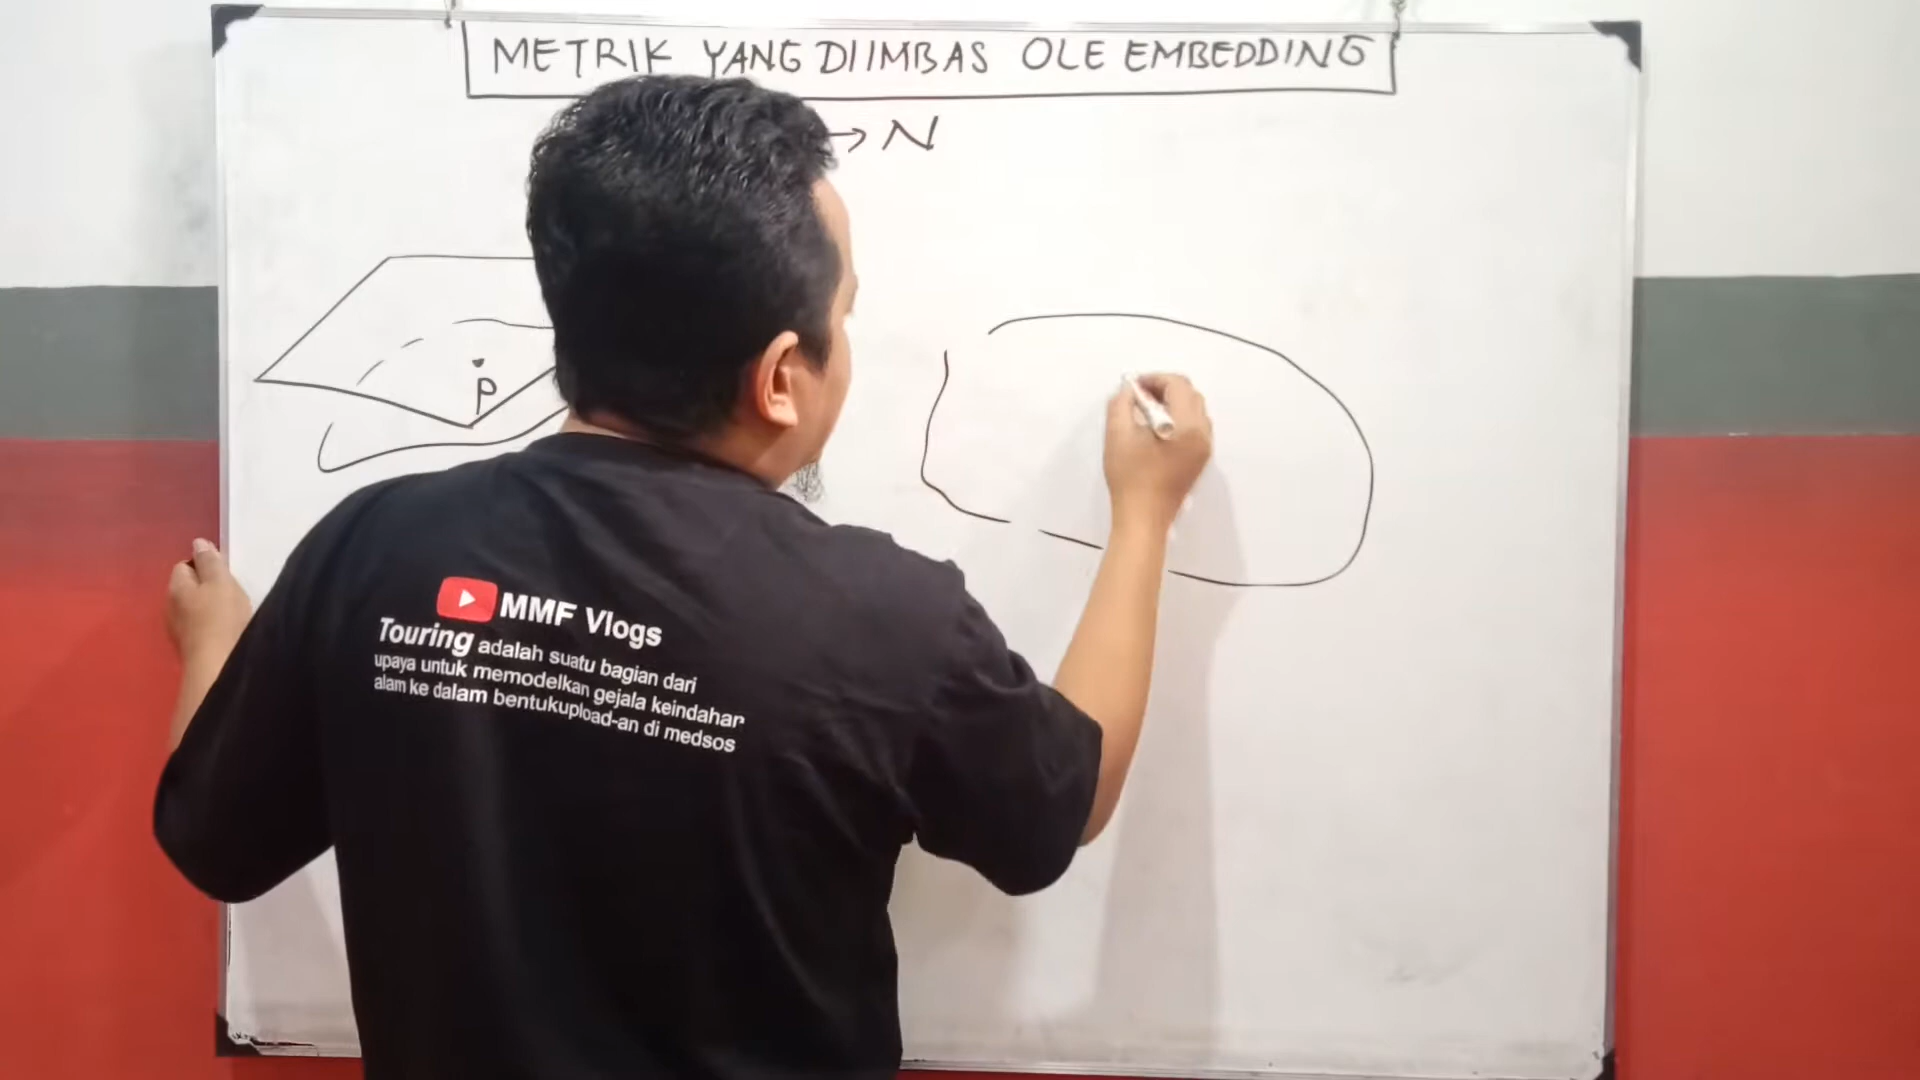 METRIK YANG DIIMBAS OLE EMBEDDING
→ N
p
MMF Vlogs
Touring adalah suatu bagian dari
upaya untuk memodelkan gejala keindahan
alam ke dalam bentukupload-an di medsos